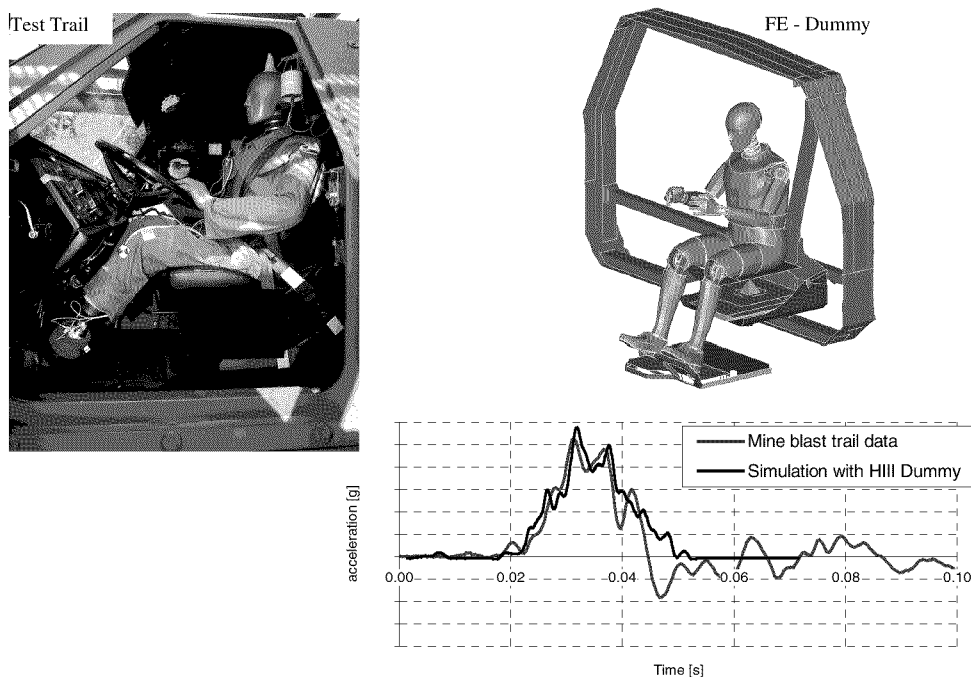 Test Trail
FE - Dummy
Mine blast trail data
Simulation with HIII Dummy
acceleration [g]
0.00
0.02
0.04
0.06
0.08
0.10
Time [s]